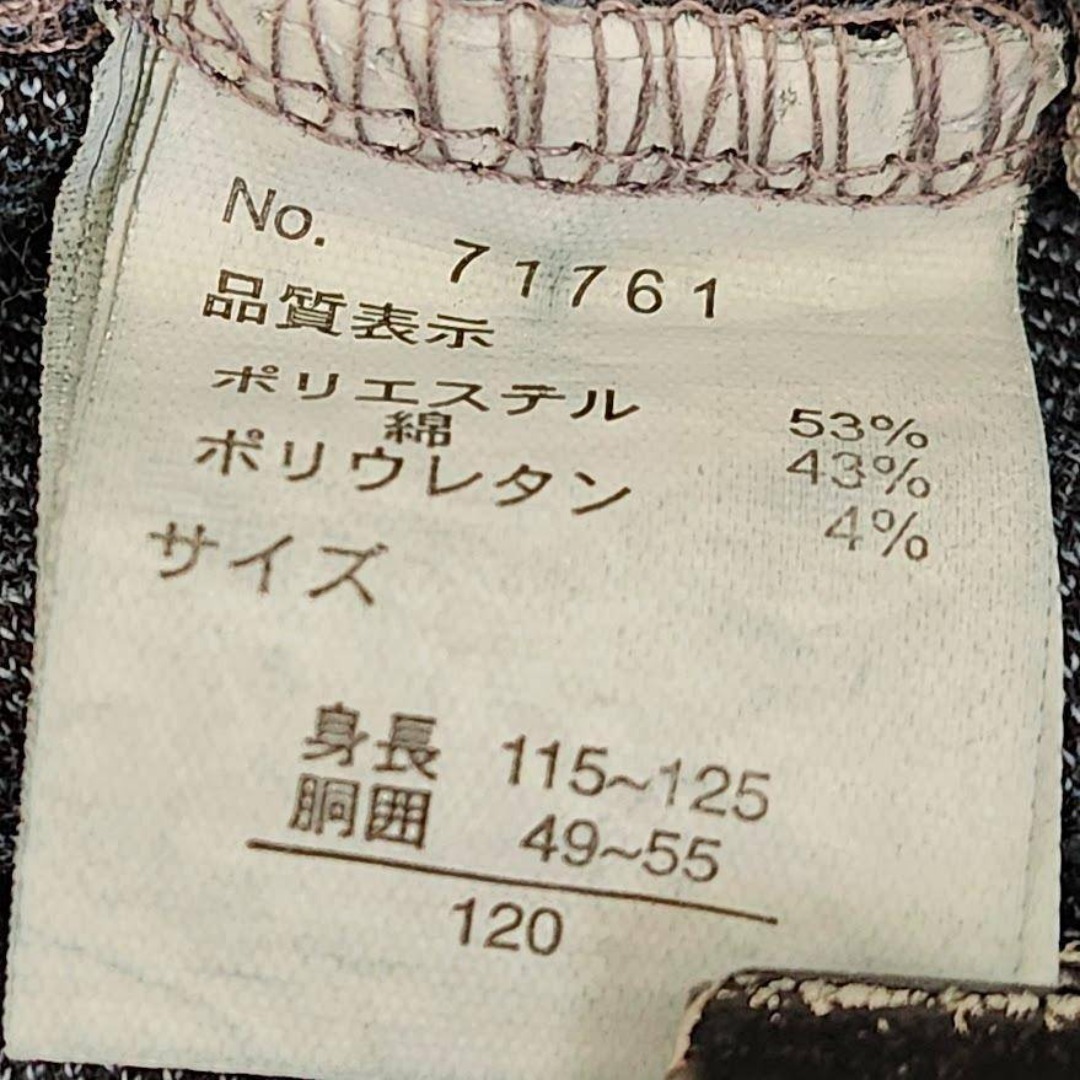 No. 71761
品質表示
ポリエステル 53%
綿 43%
ポリウレタン 4%
サイズ
身長 115~125
胴囲 49~55
120